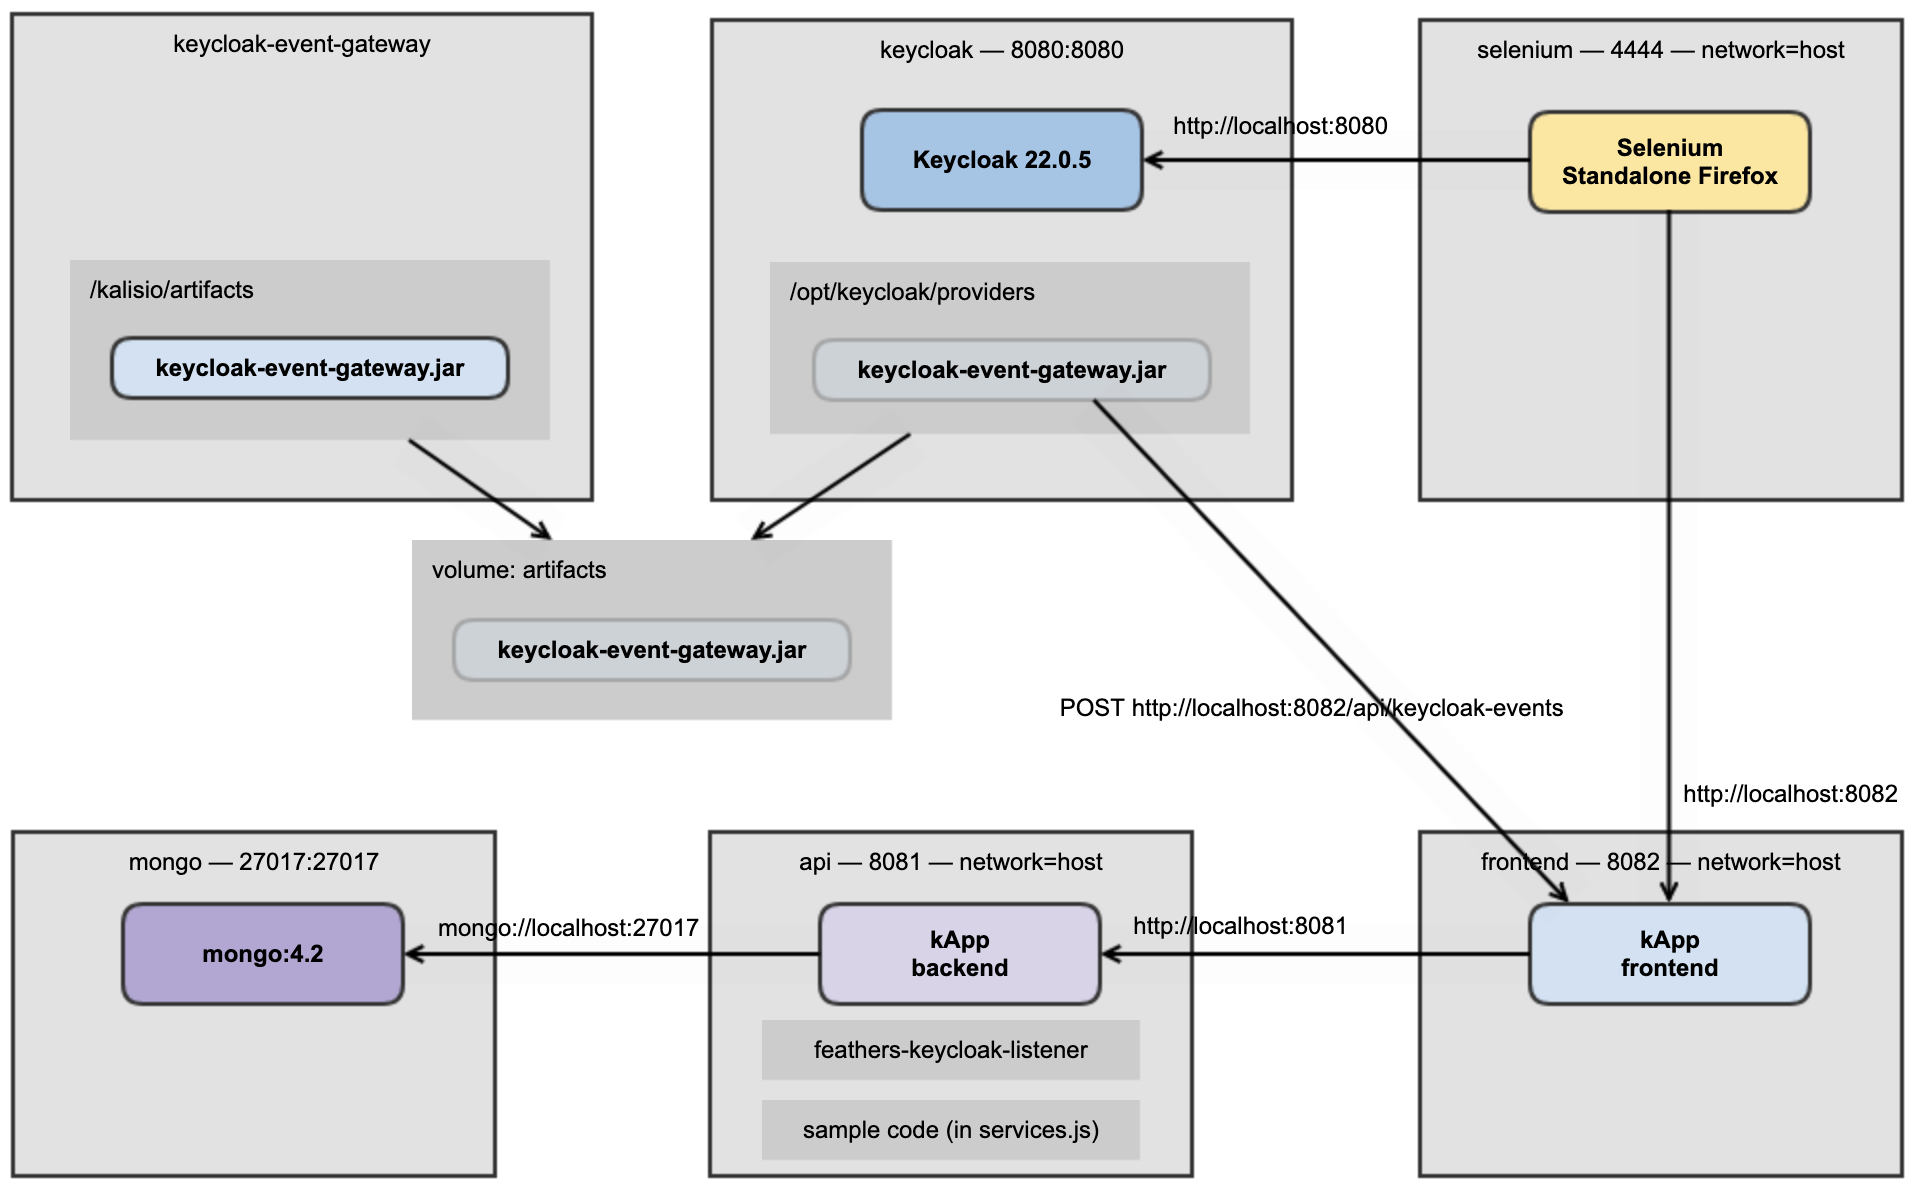 keycloak-event-gateway
/kalisio/artifacts
keycloak-event-gateway.jar
keycloak — 8080:8080
Keycloak 22.0.5
/opt/keycloak/providers
keycloak-event-gateway.jar
http://localhost:8080
selenium — 4444 — network=host
Selenium
Standalone Firefox
volume: artifacts
keycloak-event-gateway.jar
POST http://localhost:8082/api/keycloak-events
http://localhost:8082
mongo — 27017:27017
mongo:4.2
mongo://localhost:27017
api — 8081 — network=host
kApp
backend
feathers-keycloak-listener
sample code (in services.js)
http://localhost:8081
frontend — 8082 — network=host
kApp
frontend